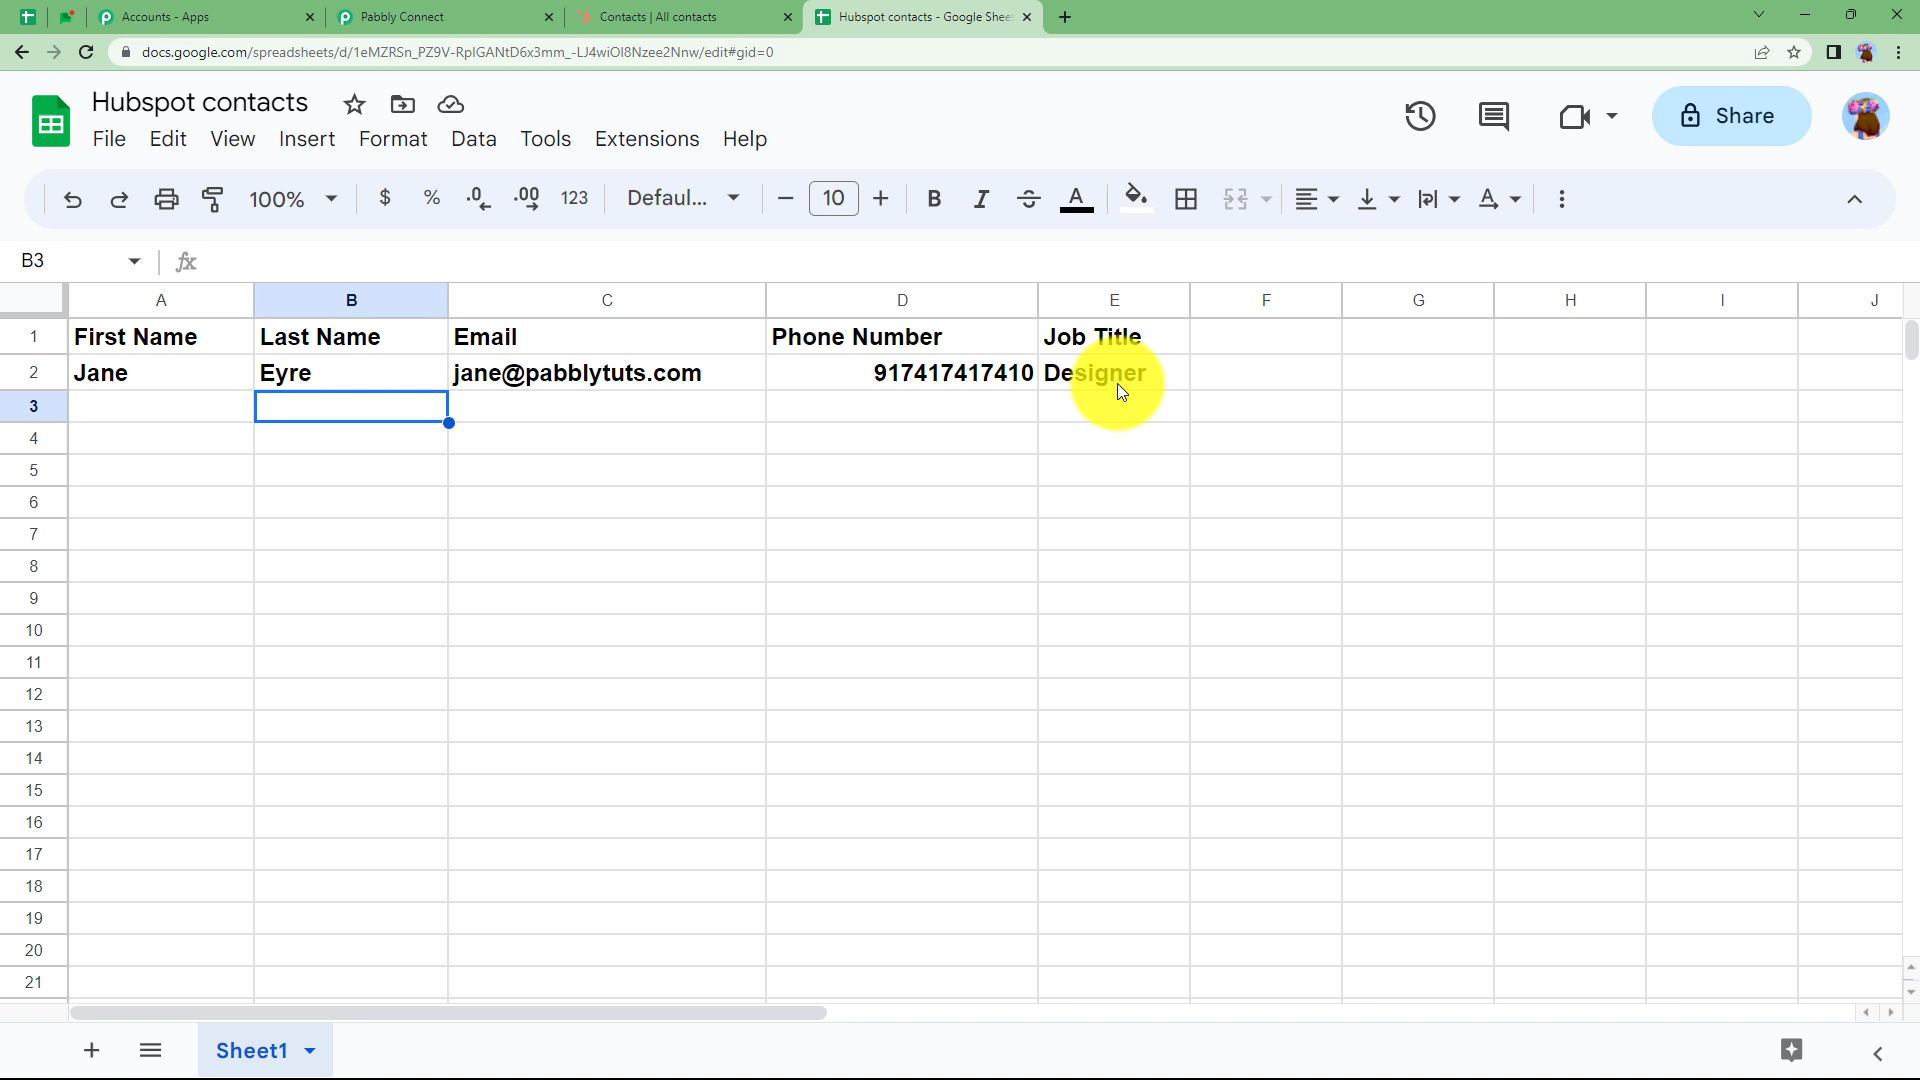 Accounts - Apps
Pabbly Connect
Contacts | All contacts
Hubspot contacts - Google Shee
docs.google.com/spreadsheets/d/1eMZRSn_PZ9V-RplGANtD6x3mm_-LJ4wiOI8Nzee2Nnw/edit#gid=0
Hubspot contacts
File Edit View Insert Format Data Tools Extensions Help
Share
100% $ % .0 .00 123 Defaul... 10 B I A
B3 fx
A B C D E F G H I J
1 First Name Last Name Email Phone Number Job Title
2 Jane Eyre jane@pabblytuts.com 917417417410 Designer
3
4
5
6
7
8
9
10
11
12
13
14
15
16
17
18
19
20
21
Sheet1